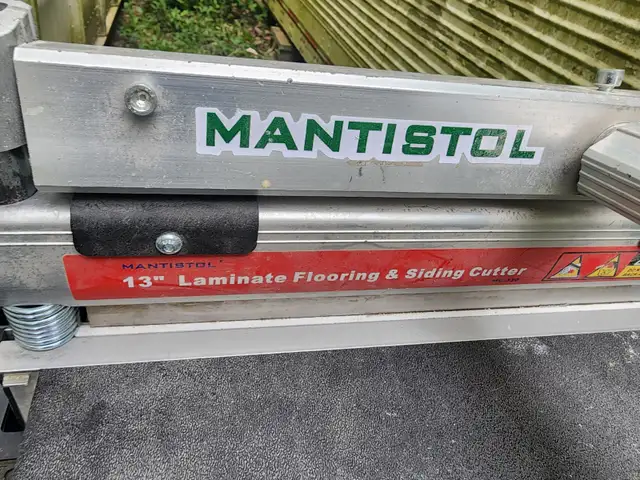 MANTISTOL
MANTISTOL
13" Laminate Flooring & Siding Cutter